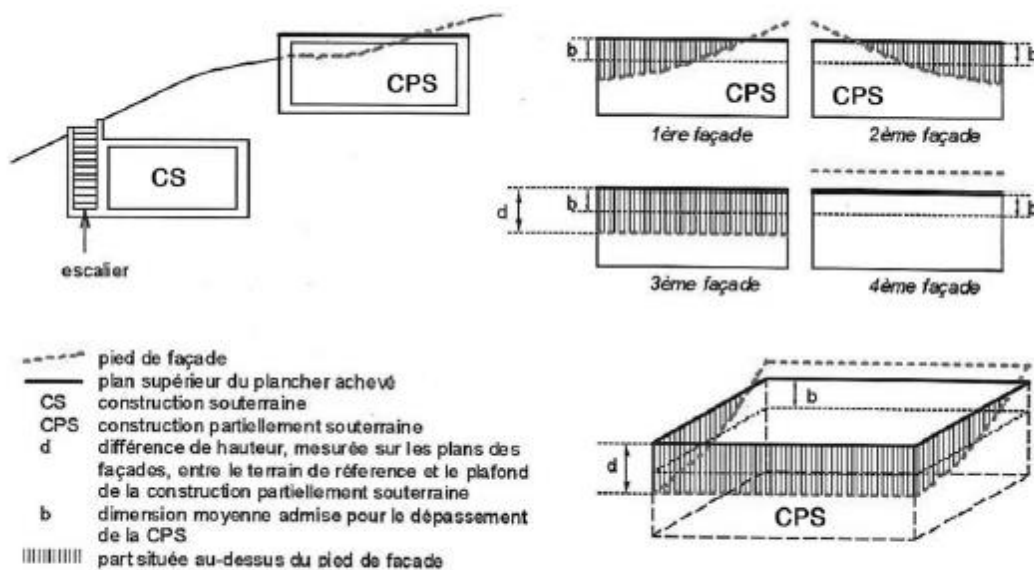 CPS
CS
escalier
b
CPS
1ère façade
b
CPS
2ème façade
d
b
3ème façade
b
4ème façade
pied de façade
plan supérieur du plancher achevé
CS construction souterraine
CPS construction partiellement souterraine
d différence de hauteur, mesurée sur les plans des
façades, entre le terrain de réference et le plafond
de la construction partiellement souterraine
b dimension moyenne admise pour le dépassement
de la CPS
part située au-dessus du pied de facade
b
d
CPS